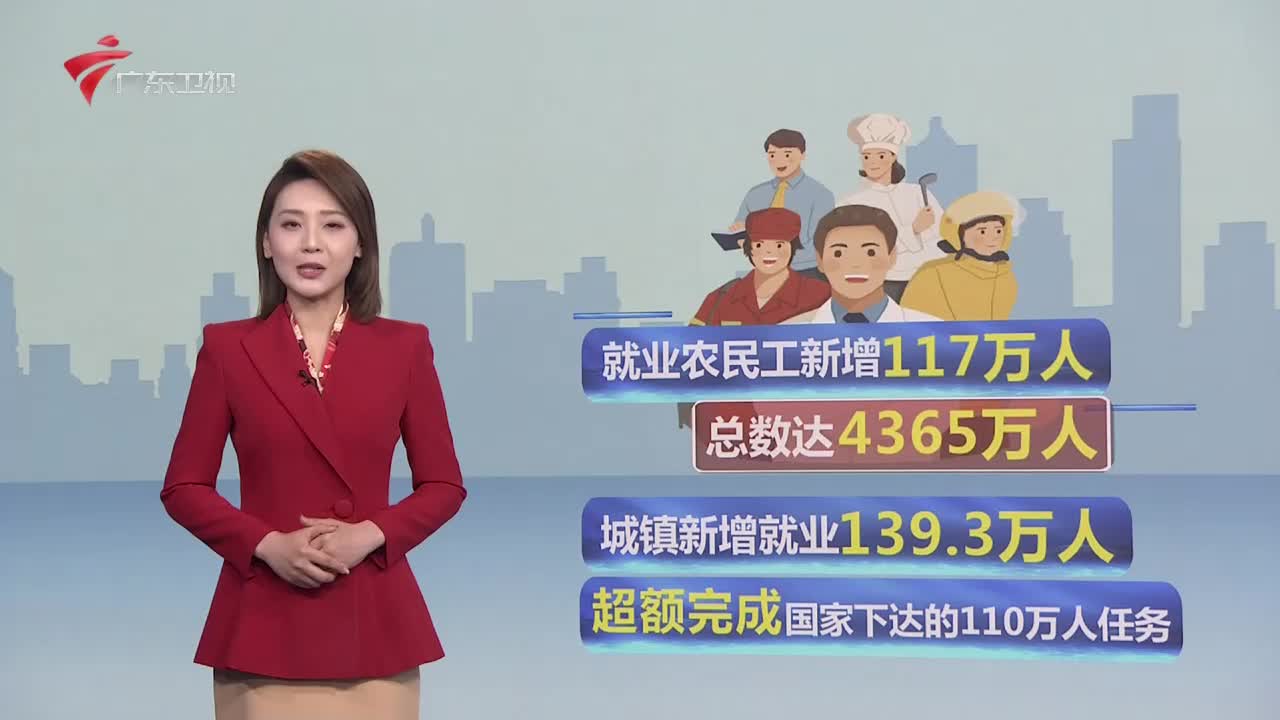 广东卫视
就业农民工新增117万人
总数达4365万人
城镇新增就业139.3万人
超额完成国家下达的110万人任务